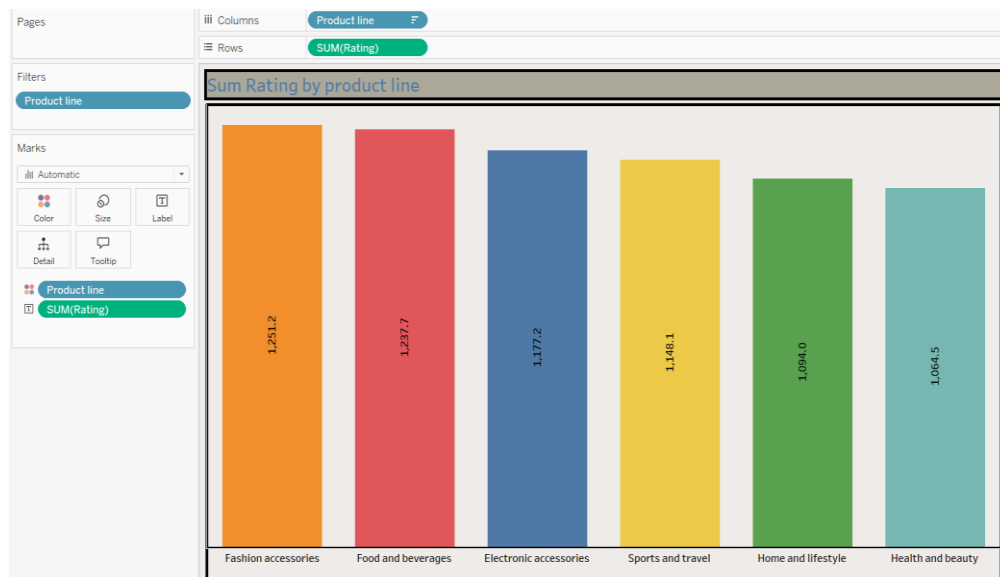 Pages
Columns
Product line
Rows
SUM(Rating)
Filters
Product line
Marks
Automatic
Color
Size
Label
Detail
Tooltip
Product line
SUM(Rating)
Sum Rating by product line
1,251.2
1,237.7
1,177.2
1,148.1
1,094.0
1,064.5
Fashion accessories
Food and beverages
Electronic accessories
Sports and travel
Home and lifestyle
Health and beauty